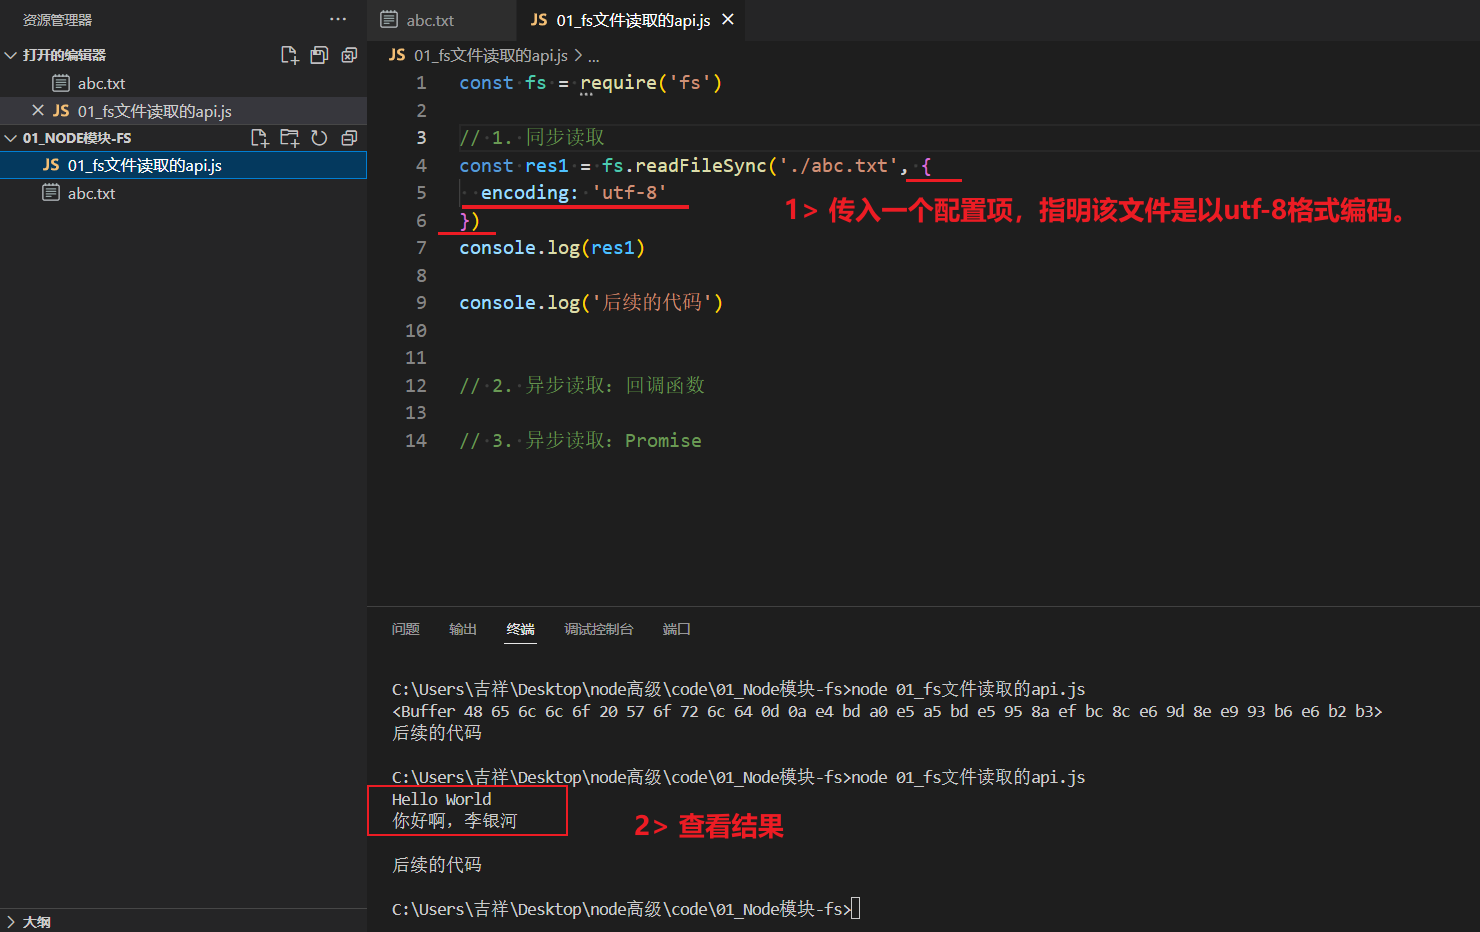 资源管理器 ···
打开的编辑器
abc.txt
JS 01_fs文件读取的api.js
01_NODE模块-FS
JS 01_fs文件读取的api.js
abc.txt
大纲
abc.txt
JS 01_fs文件读取的api.js
JS 01_fs文件读取的api.js > ...
1 const fs = require('fs')
2
3 // 1. 同步读取
4 const res1 = fs.readFileSync('./abc.txt', {
5 encoding: 'utf-8'
6 })
7 console.log(res1)
8
9 console.log('后续的代码')
10
11
12 // 2. 异步读取：回调函数
13
14 // 3. 异步读取：Promise
1> 传入一个配置项，指明该文件是以utf-8格式编码。
问题 输出 终端 调试控制台 端口
C:\Users\吉祥\Desktop\node高级\code\01_Node模块-fs>node 01_fs文件读取的api.js
<Buffer 48 65 6c 6c 6f 20 57 6f 72 6c 64 0d 0a e4 bd a0 e5 a5 bd e5 95 8a ef bc 8c e6 9d 8e e9 93 b6 e6 b2 b3>
后续的代码
C:\Users\吉祥\Desktop\node高级\code\01_Node模块-fs>node 01_fs文件读取的api.js
Hello World
你好啊，李银河
2> 查看结果
后续的代码
C:\Users\吉祥\Desktop\node高级\code\01_Node模块-fs>